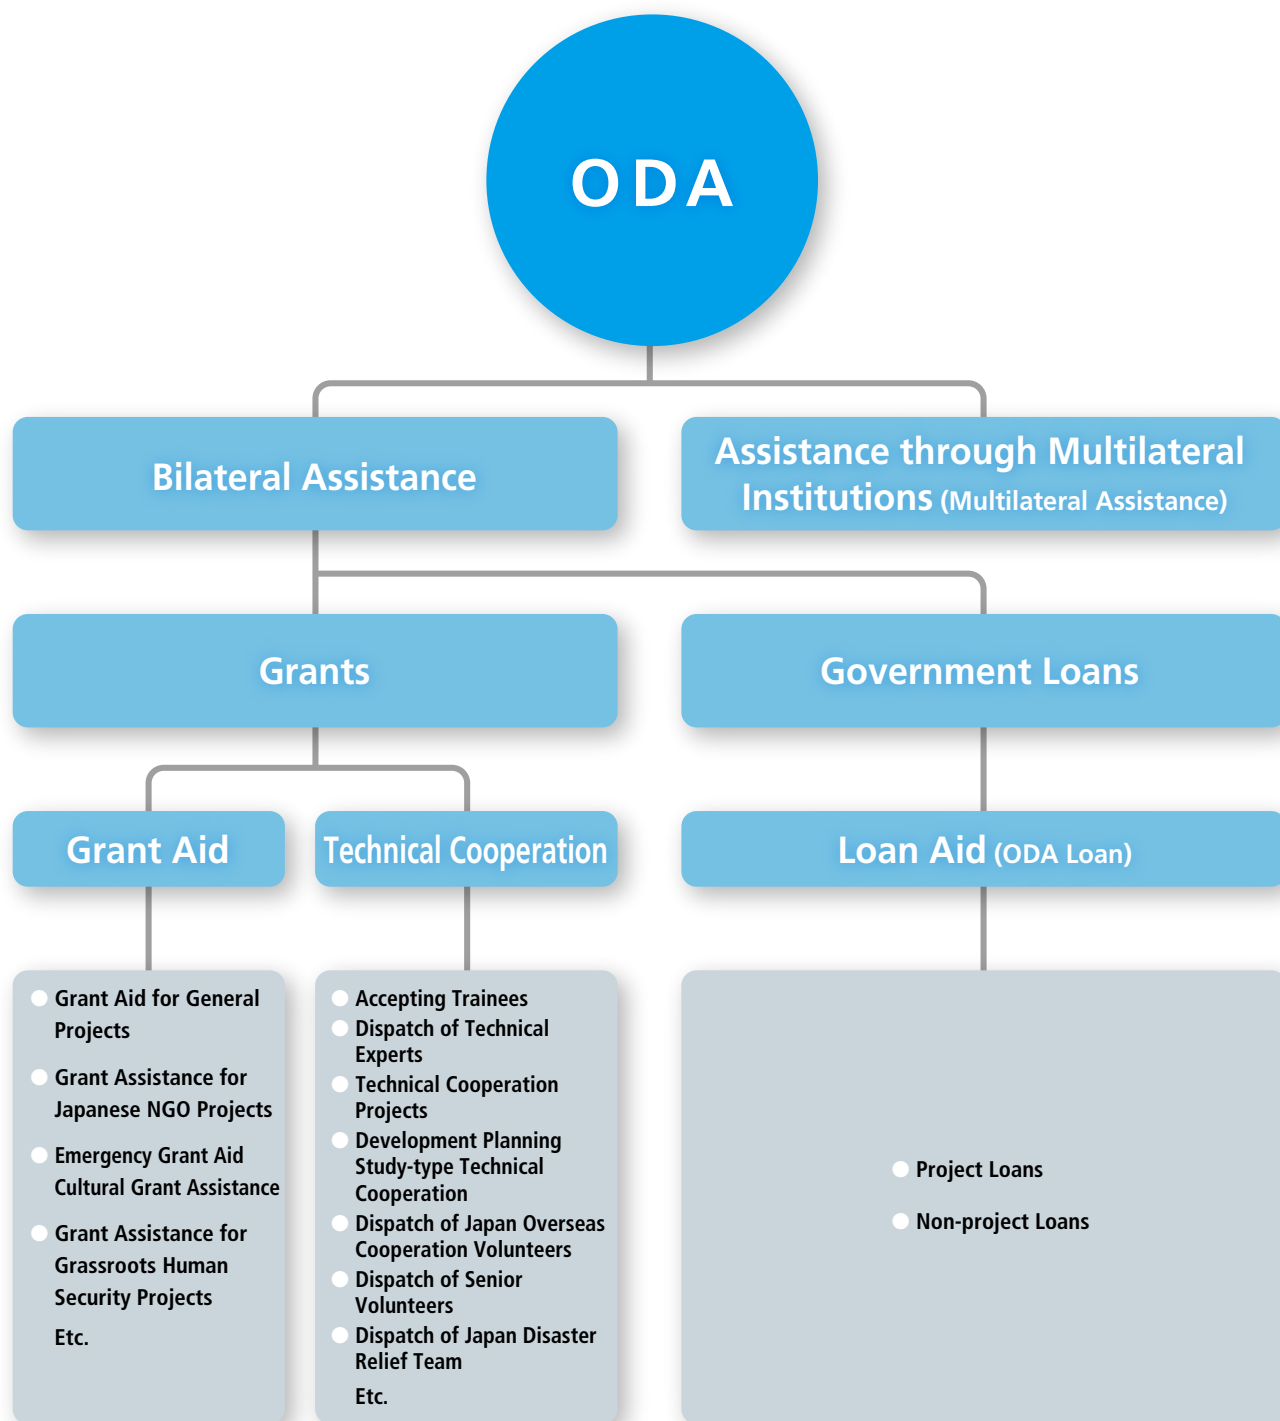 ODA
Bilateral Assistance
Assistance through Multilateral
Institutions (Multilateral Assistance)
Grants
Government Loans
Grant Aid
Technical Cooperation
Loan Aid (ODA Loan)
Grant Aid for General
Projects
Grant Assistance for
Japanese NGO Projects
Emergency Grant Aid
Cultural Grant Assistance
Grant Assistance for
Grassroots Human
Security Projects
Etc.
Accepting Trainees
Dispatch of Technical
Experts
Technical Cooperation
Projects
Development Planning
Study-type Technical
Cooperation
Dispatch of Japan Overseas
Cooperation Volunteers
Dispatch of Senior
Volunteers
Dispatch of Japan Disaster
Relief Team
Etc.
Project Loans
Non-project Loans